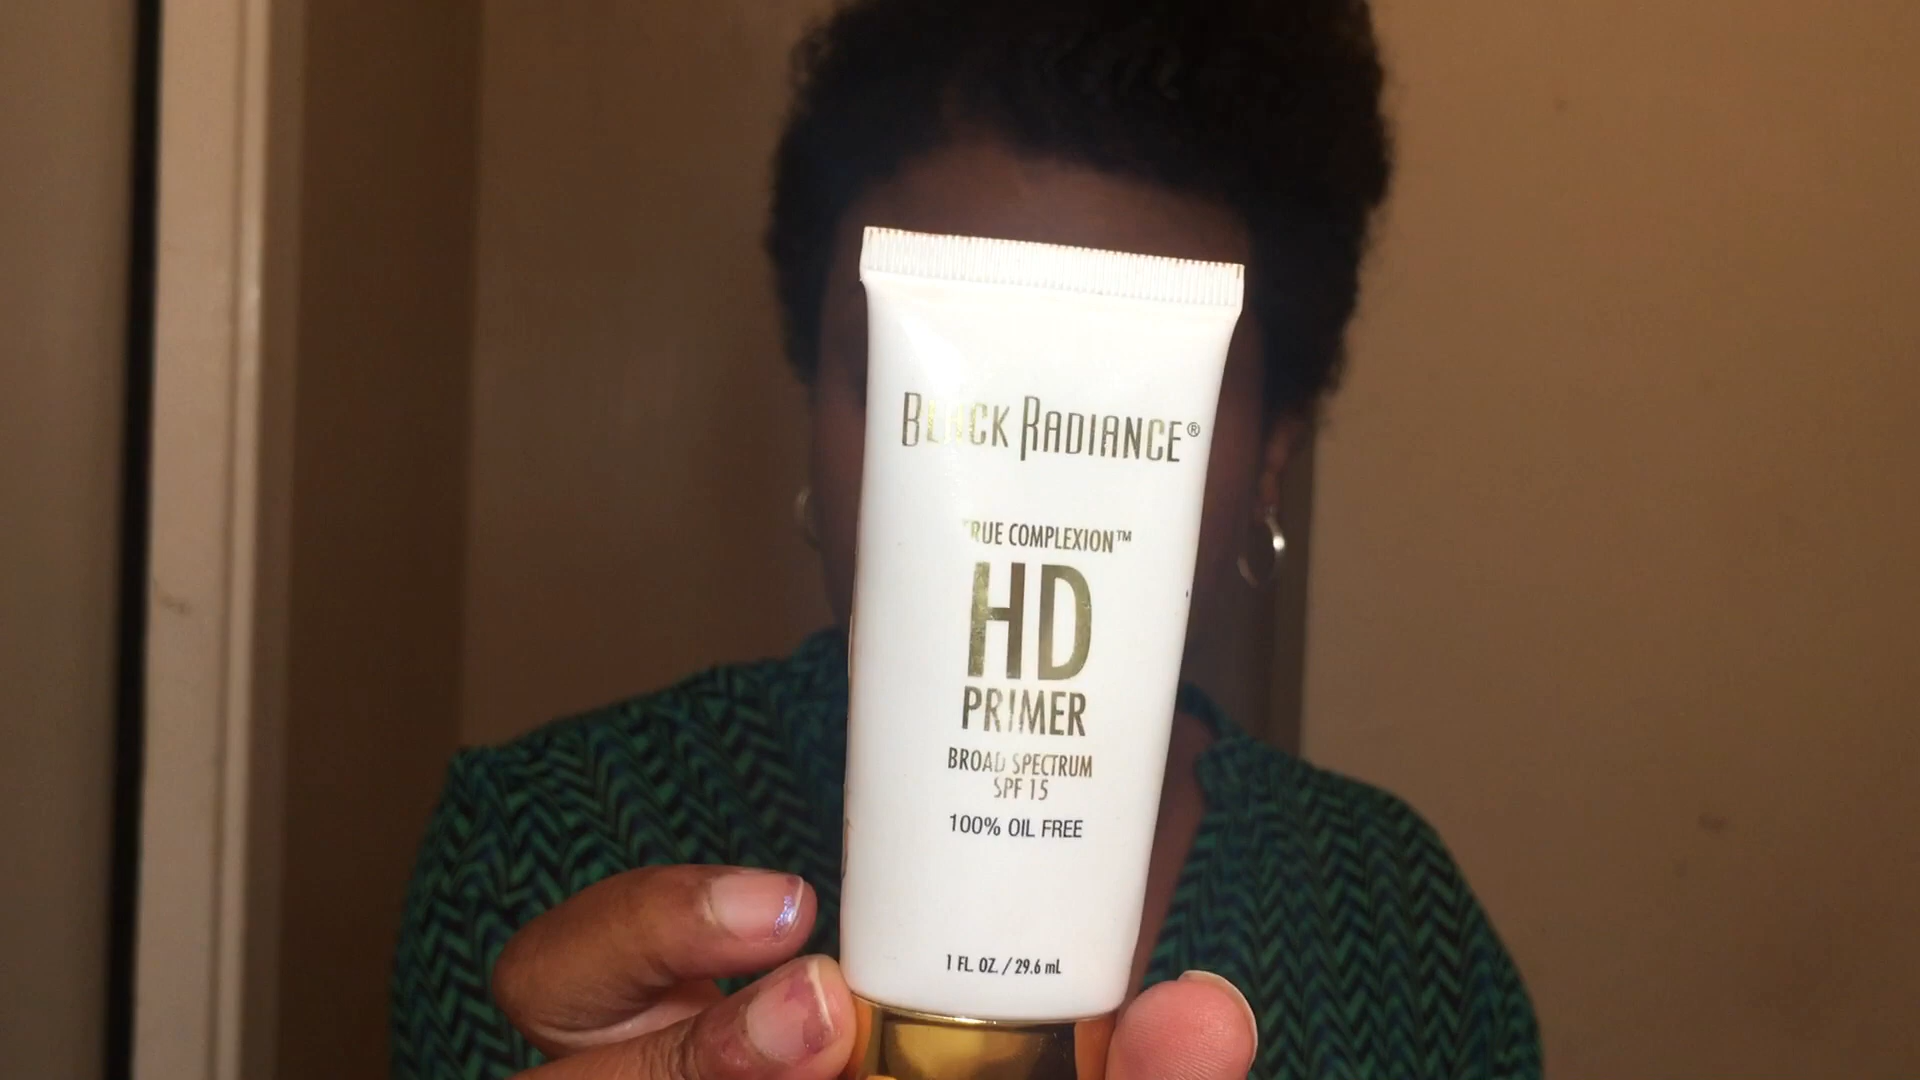 BLACK RADIANCE®
TRUE COMPLEXION™
HD
PRIMER
BROAD SPECTRUM
SPF 15
100% OIL FREE
1 FL. OZ. / 29.6 mL